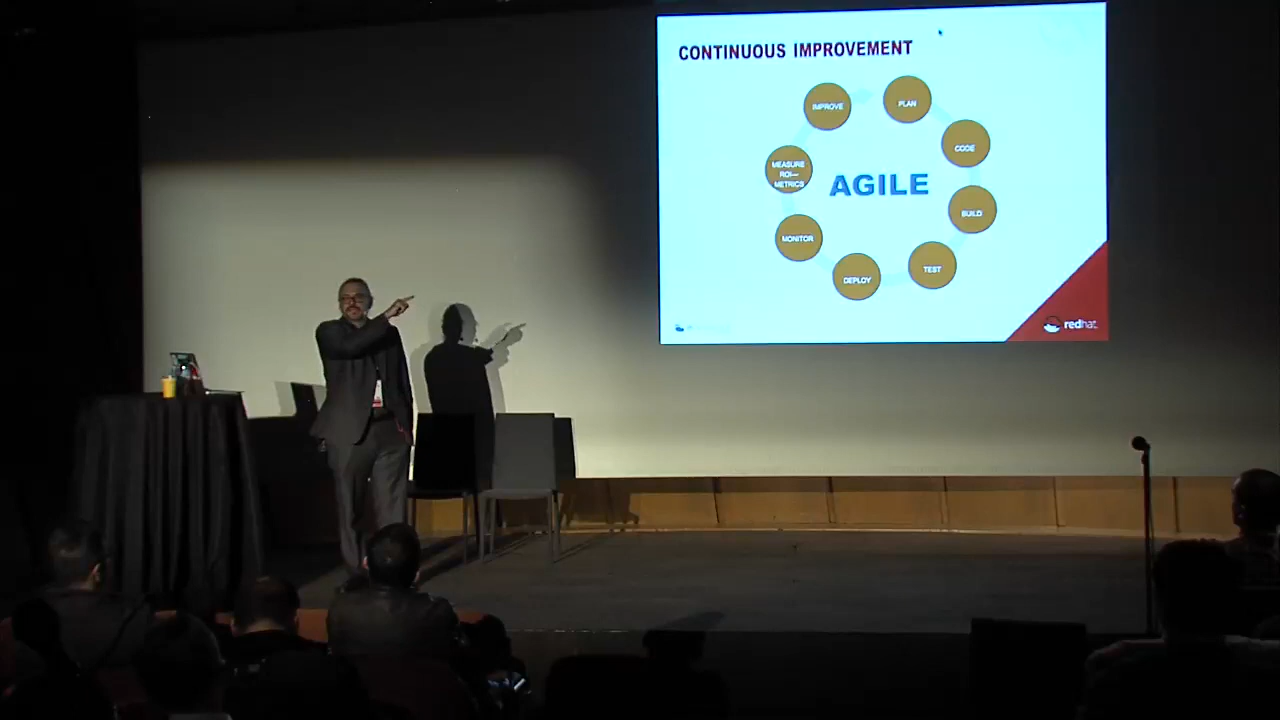 CONTINUOUS IMPROVEMENT
IMPROVE
PLAN
CODE
MEASURE
ROI—
METRICS
AGILE
BUILD
MONITOR
TEST
DEPLOY
redhat.